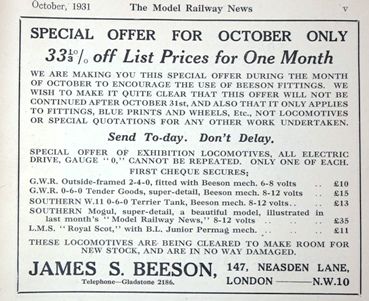 October, 1931 The Model Railway News v
SPECIAL OFFER FOR OCTOBER ONLY
33⅓% off List Prices for One Month
WE ARE MAKING YOU THIS SPECIAL OFFER DURING THE MONTH
OF OCTOBER TO ENCOURAGE THE USE OF BEESON FITTINGS. WE
WISH TO MAKE IT QUITE CLEAR THAT THIS OFFER WILL NOT BE
CONTINUED AFTER OCTOBER 31st, AND ALSO THAT IT ONLY APPLIES
TO FITTINGS, BLUE PRINTS AND WHEELS, Etc., NOT LOCOMOTIVES
OR SPECIAL QUOTATIONS FOR ANY OTHER WORK UNDERTAKEN.
Send To-day. Don't Delay.
SPECIAL OFFER OF EXHIBITION LOCOMOTIVES, ALL ELECTRIC
DRIVE, GAUGE "0," CANNOT BE REPEATED. ONLY ONE OF EACH.
FIRST CHEQUE SECURES;
G.W.R. Outside-framed 2-4-0, fitted with Beeson mech. 6-8 volts .. £10
G.W.R. 0-6-0 Tender Goods, super-detail, Beeson mech. 8-12 volts .. £15
Southern W.11 0-6-0 Terrier Tank, Beeson mech. 8-12 volts .. £13
SOUTHERN Mogul, super-detail, a beautiful model, illustrated in
last month's "Model Railway News," 8-12 volts .. £35
L.M.S. "Royal Scot," with B.L. Junior Permag mech. .. £11
THESE LOCOMOTIVES ARE BEING CLEARED TO MAKE ROOM FOR
NEW STOCK, AND ARE IN NO WAY DAMAGED.
JAMES S. BEESON, 147, NEASDEN LANE,
Telephone—Gladstone 2186. LONDON —— N.W.10